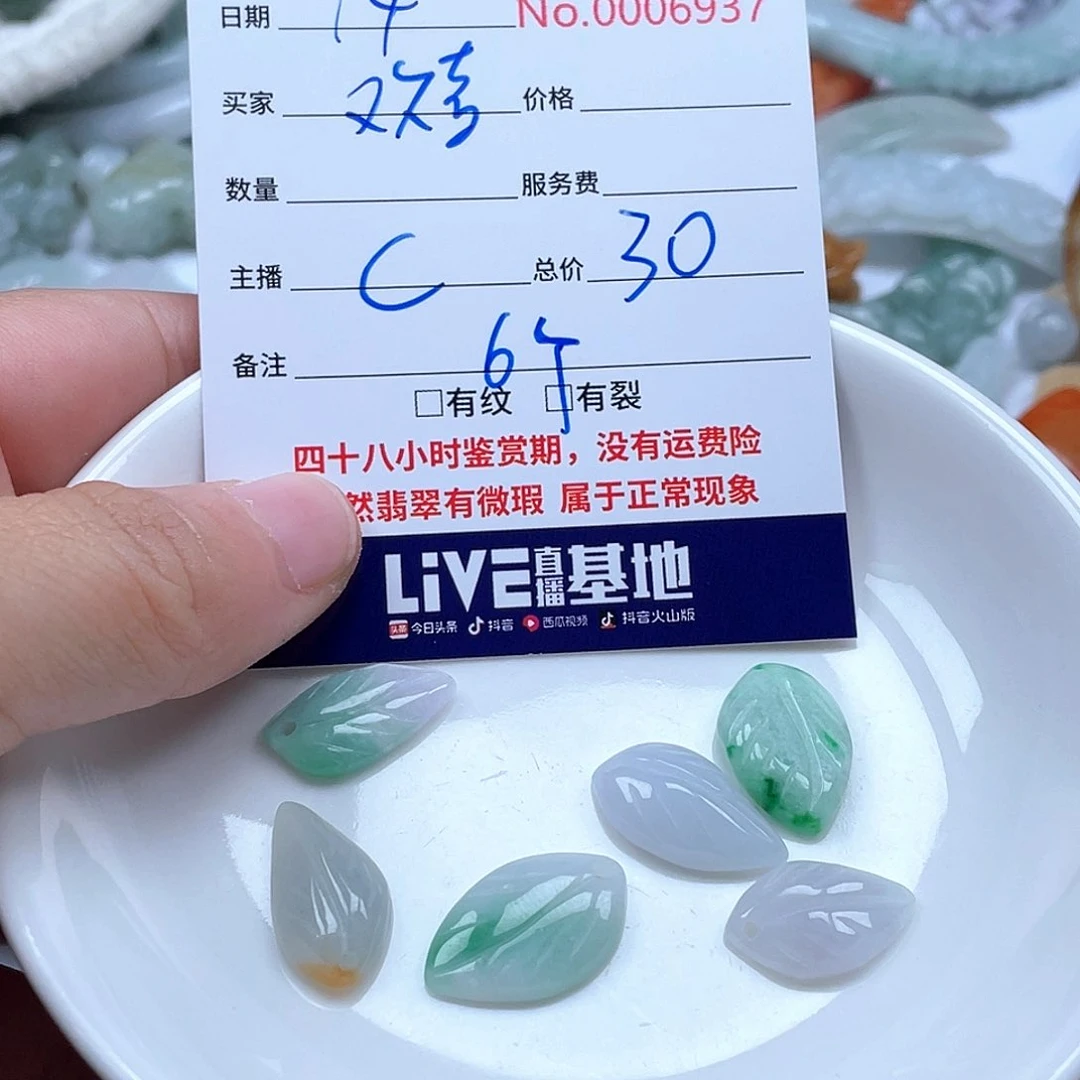 日期 14 No.0006937
买家 价格
数量 服务费
主播 C 总价 30
备注 6个
□有纹 □有裂
四十八小时鉴赏期，没有运费险
然翡翠有微瑕 属于正常现象
LiVE直播基地
头条 今日头条 抖音 西瓜视频 抖音火山版